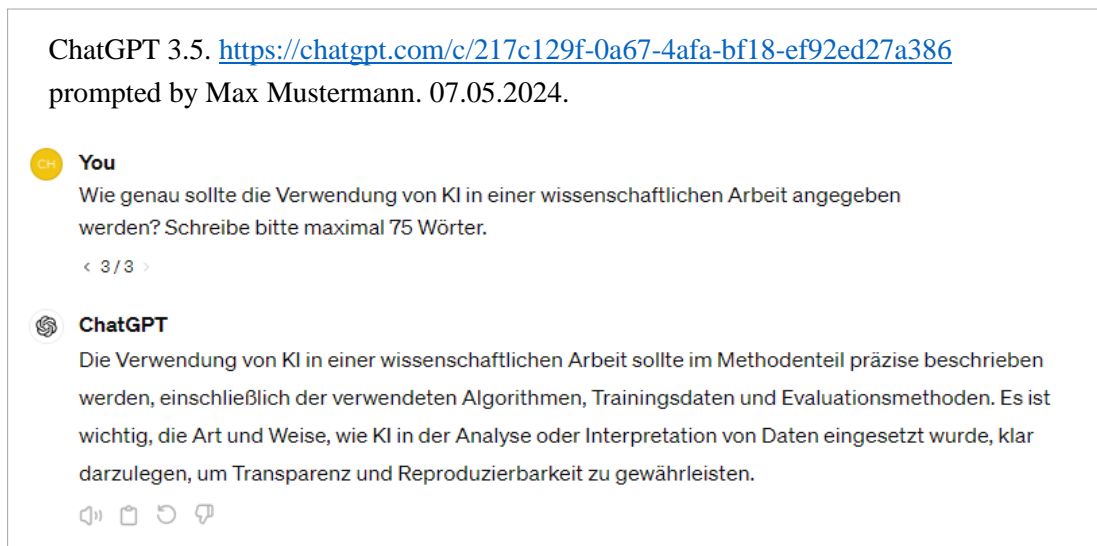 ChatGPT 3.5. https://chatgpt.com/c/217c129f-0a67-4afa-bf18-ef92ed27a386
prompted by Max Mustermann. 07.05.2024.
CH
You
Wie genau sollte die Verwendung von KI in einer wissenschaftlichen Arbeit angegeben
werden? Schreibe bitte maximal 75 Wörter.
< 3 / 3 >
ChatGPT
Die Verwendung von KI in einer wissenschaftlichen Arbeit sollte im Methodenteil präzise beschrieben
werden, einschließlich der verwendeten Algorithmen, Trainingsdaten und Evaluationsmethoden. Es ist
wichtig, die Art und Weise, wie KI in der Analyse oder Interpretation von Daten eingesetzt wurde, klar
darzulegen, um Transparenz und Reproduzierbarkeit zu gewährleisten.